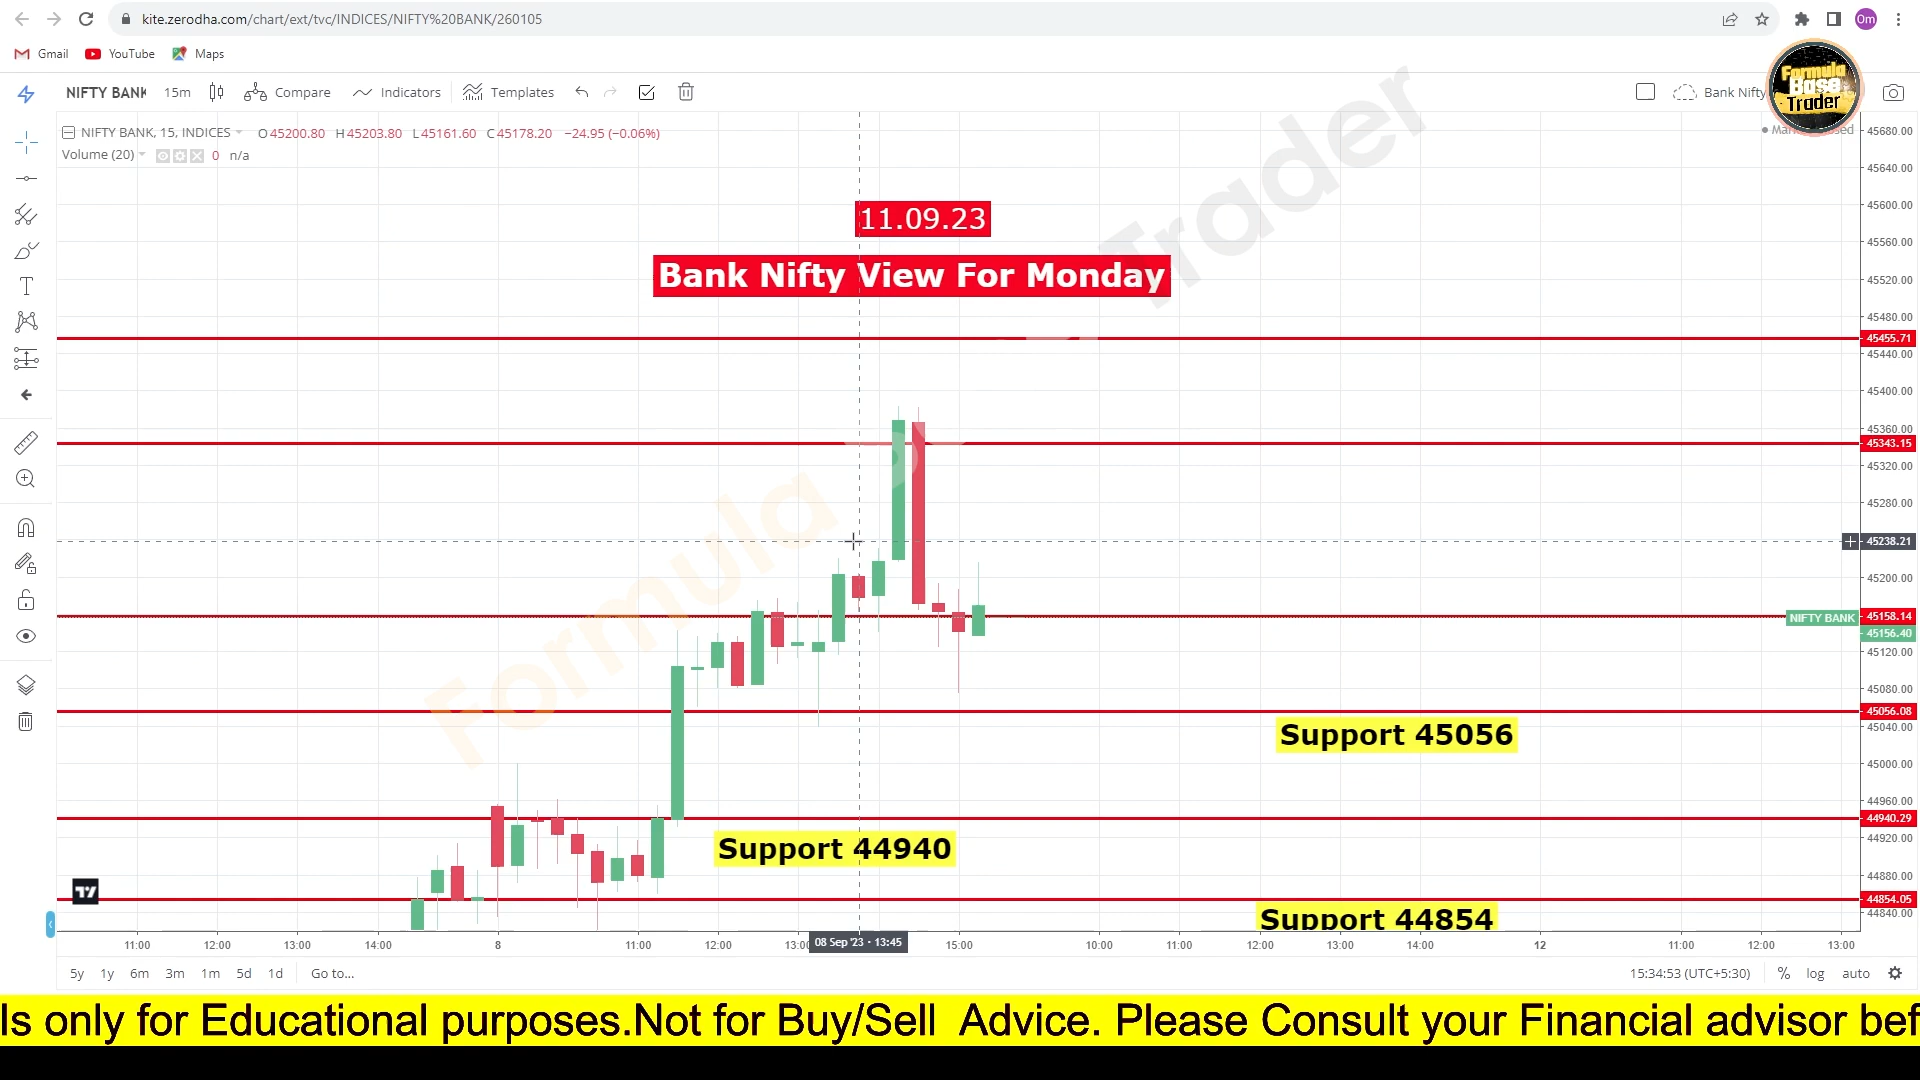 kite.zerodha.com/chart/ext/tvc/INDICES/NIFTY%20BANK/260105
Om
Gmail YouTube Maps
NIFTY BANK 15m Compare Indicators Templates
Bank Nifty
Formula
Base
Trader
NIFTY BANK, 15, INDICES O45200.80 H45203.80 L45161.60 C45178.20 −24.95 (−0.06%)
Volume (20) 0 n/a
45680.00
45640.00
11.09.23
45600.00
45560.00
Bank Nifty View For Monday
45520.00
45480.00
45455.71
45440.00
45400.00
45360.00
45343.15
45320.00
45280.00
45238.21
45200.00
NIFTY BANK
45158.14
45156.40
45120.00
45080.00
45056.08
45040.00
Support 45056
45000.00
44960.00
44940.29
44920.00
Support 44940
44880.00
44854.05
44840.00
Support 44854
Formula
Trader
11:00 12:00 13:00 14:00 8 11:00 12:00 13:00 08 Sep '23 · 13:45 15:00 10:00 11:00 12:00 13:00 14:00 12 11:00 12:00 13:00
5y 1y 6m 3m 1m 5d 1d Go to... 15:34:53 (UTC+5:30) % log auto
Is only for Educational purposes.Not for Buy/Sell Advice. Please Consult your Financial advisor bef